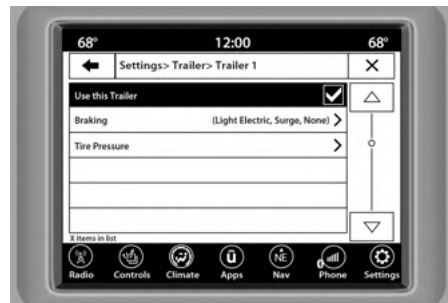 68° 12:00 68°
Settings> Trailer> Trailer 1
Use this Trailer
Braking (Light Electric, Surge, None)
Tire Pressure
X items in list
NE
Radio Controls Climate Apps Nav Phone Settings